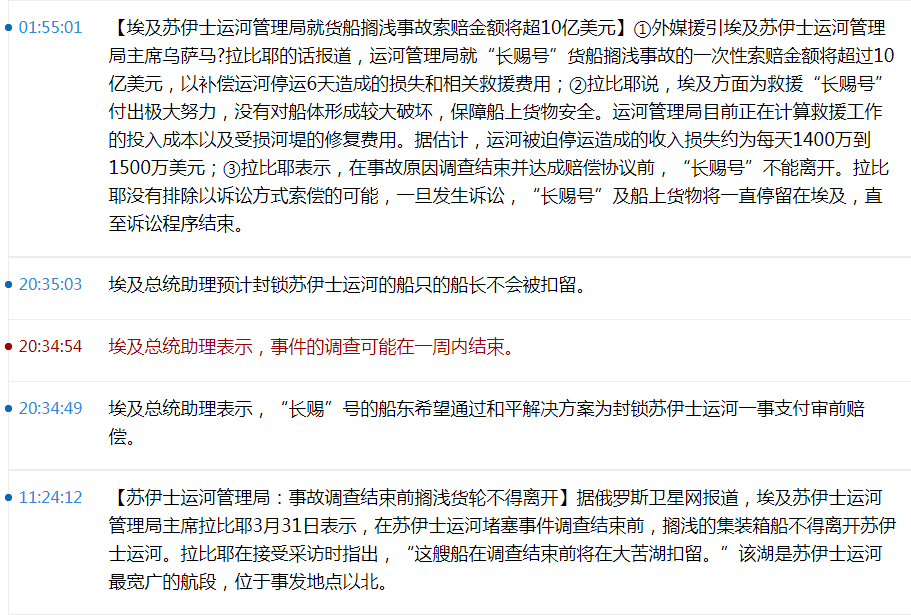 01:55:01 【埃及苏伊士运河管理局就货船搁浅事故索赔金额将超10亿美元】①外媒援引埃及苏伊士运河管理
局主席乌萨马?拉比耶的话报道，运河管理局就“长赐号”货船搁浅事故的一次性索赔金额将超过10
亿美元，以补偿运河停运6天造成的损失和相关救援费用；②拉比耶说，埃及方面为救援“长赐号”
付出极大努力，没有对船体形成较大破坏，保障船上货物安全。运河管理局目前正在计算救援工作
的投入成本以及受损河堤的修复费用。据估计，运河被迫停运造成的收入损失约为每天1400万到
1500万美元；③拉比耶表示，在事故原因调查结束并达成赔偿协议前，“长赐号”不能离开。拉比
耶没有排除以诉讼方式索偿的可能，一旦发生诉讼，“长赐号”及船上货物将一直停留在埃及，直
至诉讼程序结束。
20:35:03 埃及总统助理预计封锁苏伊士运河的船只的船长不会被扣留。
20:34:54 埃及总统助理表示，事件的调查可能在一周内结束。
20:34:49 埃及总统助理表示，“长赐”号的船东希望通过和平解决方案为封锁苏伊士运河一事支付审前赔
偿。
11:24:12 【苏伊士运河管理局：事故调查结束前搁浅货轮不得离开】据俄罗斯卫星网报道，埃及苏伊士运河
管理局主席拉比耶3月31日表示，在苏伊士运河堵塞事件调查结束前，搁浅的集装箱船不得离开苏伊
士运河。拉比耶在接受采访时指出，“这艘船在调查结束前将在大苦湖扣留。”该湖是苏伊士运河
最宽广的航段，位于事发地点以北。